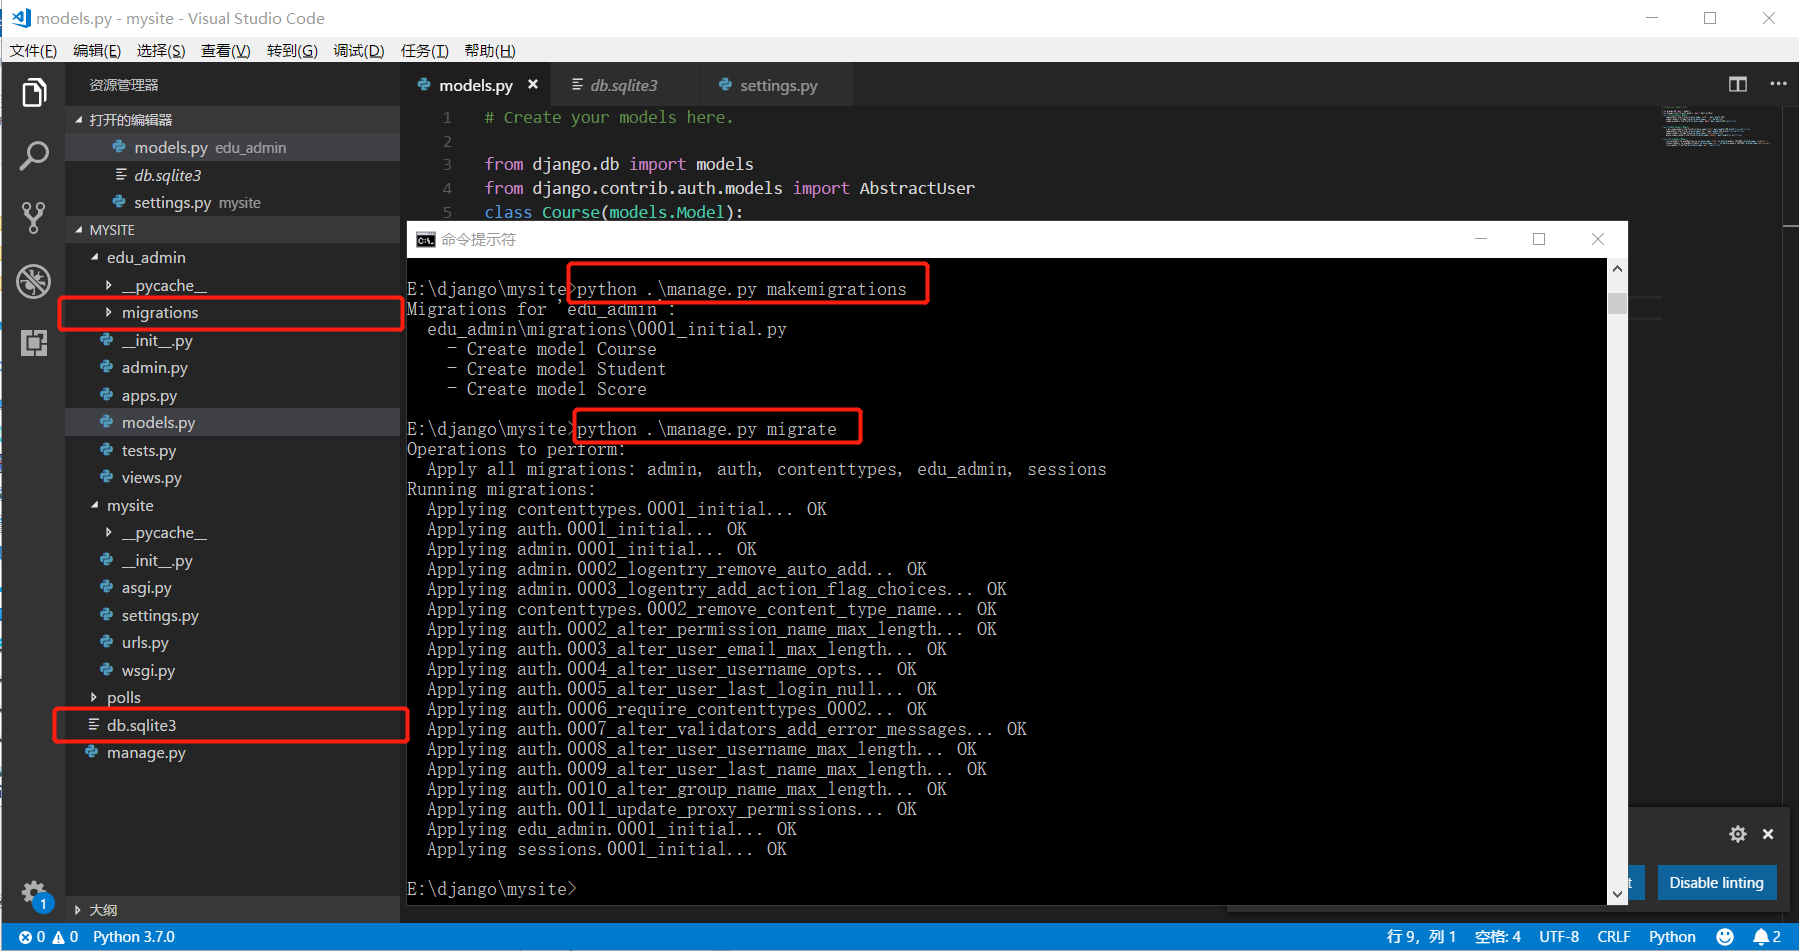 models.py - mysite - Visual Studio Code
文件(F) 编辑(E) 选择(S) 查看(V) 转到(G) 调试(D) 任务(T) 帮助(H)
资源管理器
打开的编辑器
models.py edu_admin
db.sqlite3
settings.py mysite
MYSITE
edu_admin
__pycache__
migrations
__init__.py
admin.py
apps.py
models.py
tests.py
views.py
mysite
__pycache__
__init__.py
asgi.py
settings.py
urls.py
wsgi.py
polls
db.sqlite3
manage.py
大纲
models.py db.sqlite3 settings.py
1 # Create your models here.
2
3 from django.db import models
4 from django.contrib.auth.models import AbstractUser
5 class Course(models.Model):
命令提示符
E:\django\mysite>python .\manage.py makemigrations
Migrations for 'edu_admin':
edu_admin\migrations\0001_initial.py
- Create model Course
- Create model Student
- Create model Score
E:\django\mysite>python .\manage.py migrate
Operations to perform:
Apply all migrations: admin, auth, contenttypes, edu_admin, sessions
Running migrations:
Applying contenttypes.0001_initial... OK
Applying auth.0001_initial... OK
Applying admin.0001_initial... OK
Applying admin.0002_logentry_remove_auto_add... OK
Applying admin.0003_logentry_add_action_flag_choices... OK
Applying contenttypes.0002_remove_content_type_name... OK
Applying auth.0002_alter_permission_name_max_length... OK
Applying auth.0003_alter_user_email_max_length... OK
Applying auth.0004_alter_user_username_opts... OK
Applying auth.0005_alter_user_last_login_null... OK
Applying auth.0006_require_contenttypes_0002... OK
Applying auth.0007_alter_validators_add_error_messages... OK
Applying auth.0008_alter_user_username_max_length... OK
Applying auth.0009_alter_user_last_name_max_length... OK
Applying auth.0010_alter_group_name_max_length... OK
Applying auth.0011_update_proxy_permissions... OK
Applying edu_admin.0001_initial... OK
Applying sessions.0001_initial... OK
E:\django\mysite>
t Disable linting
1
0 0 Python 3.7.0 行 9，列 1 空格: 4 UTF-8 CRLF Python 2